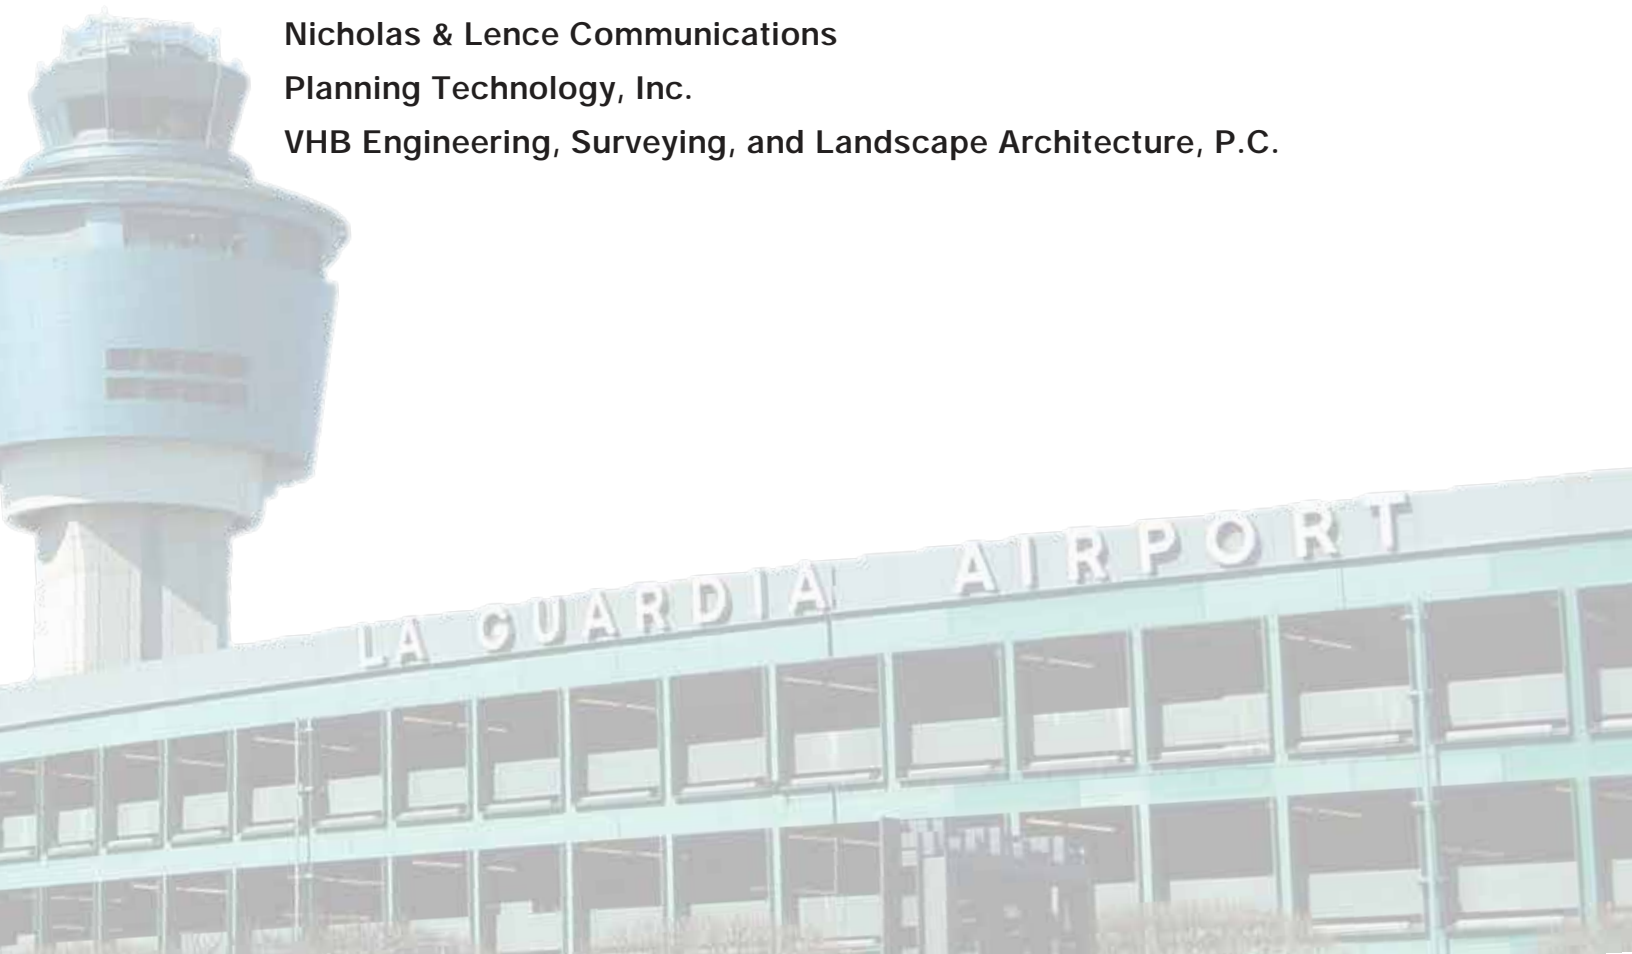 Nicholas & Lence Communications
Planning Technology, Inc.
VHB Engineering, Surveying, and Landscape Architecture, P.C.
LA GUARDIA AIRPORT